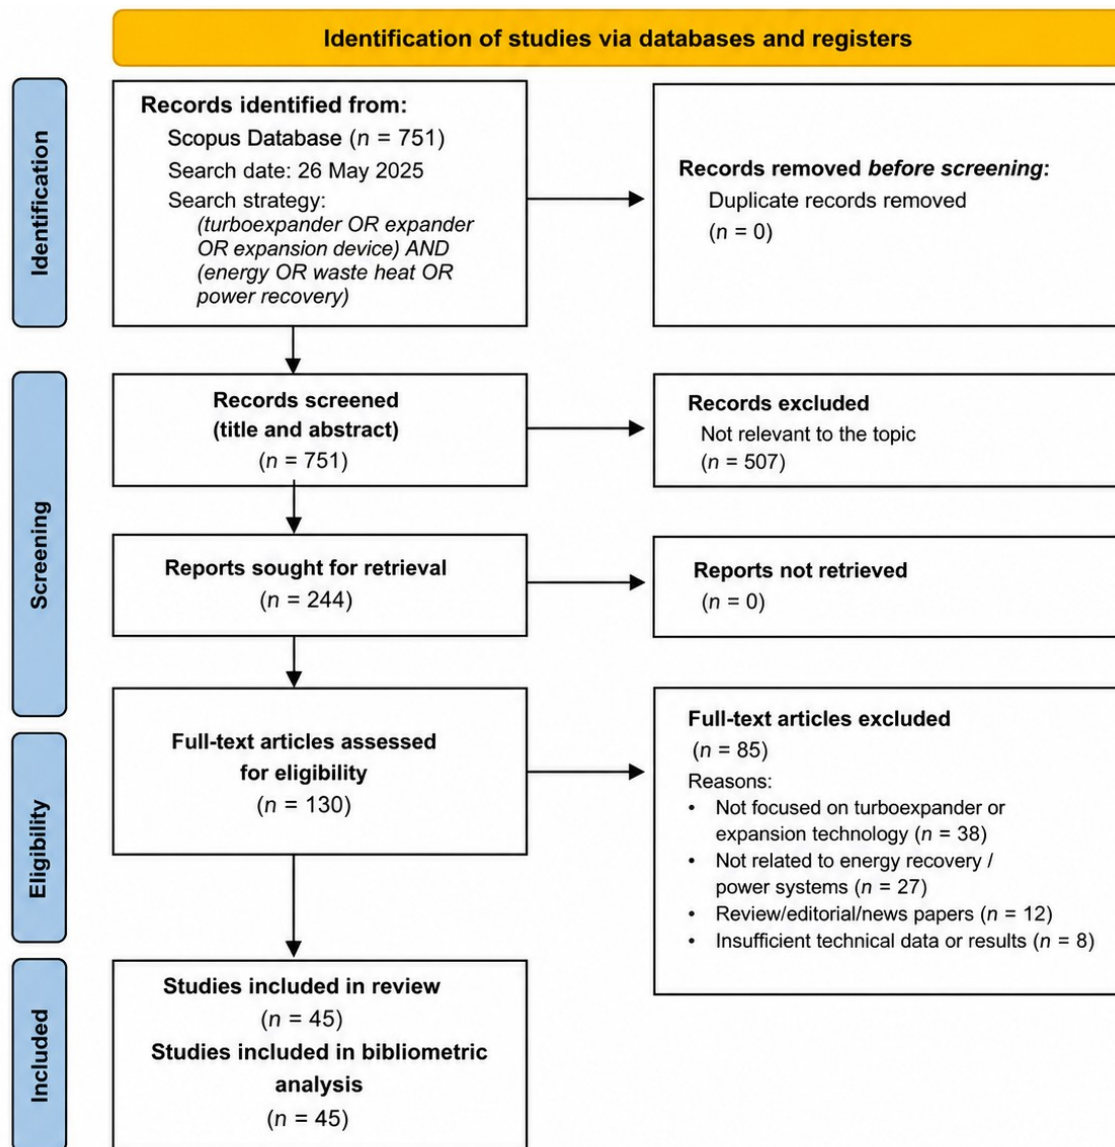 Identification of studies via databases and registers
Identification
Records identified from:
Scopus Database (n = 751)
Search date: 26 May 2025
Search strategy:
(turboexpander OR expander
OR expansion device) AND
(energy OR waste heat OR
power recovery)
Records removed before screening:
Duplicate records removed
(n = 0)
Screening
Records screened
(title and abstract)
(n = 751)
Records excluded
Not relevant to the topic
(n = 507)
Reports sought for retrieval
(n = 244)
Reports not retrieved
(n = 0)
Eligibility
Full-text articles assessed
for eligibility
(n = 130)
Full-text articles excluded
(n = 85)
Reasons:
• Not focused on turboexpander or
expansion technology (n = 38)
• Not related to energy recovery /
power systems (n = 27)
• Review/editorial/news papers (n = 12)
• Insufficient technical data or results (n = 8)
Included
Studies included in review
(n = 45)
Studies included in bibliometric
analysis
(n = 45)